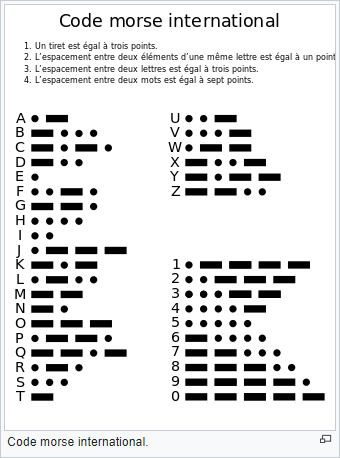 Code morse international
1. Un tiret est égal à trois points.
2. L'espacement entre deux éléments d'une même lettre est égal à un point
3. L'espacement entre deux lettres est égal à trois points.
4. L'espacement entre deux mots est égal à sept points.
A
B
C
D
E
F
G
H
I
J
K
L
M
N
O
P
Q
R
S
T
U
V
W
X
Y
Z
1
2
3
4
5
6
7
8
9
0
Code morse international.